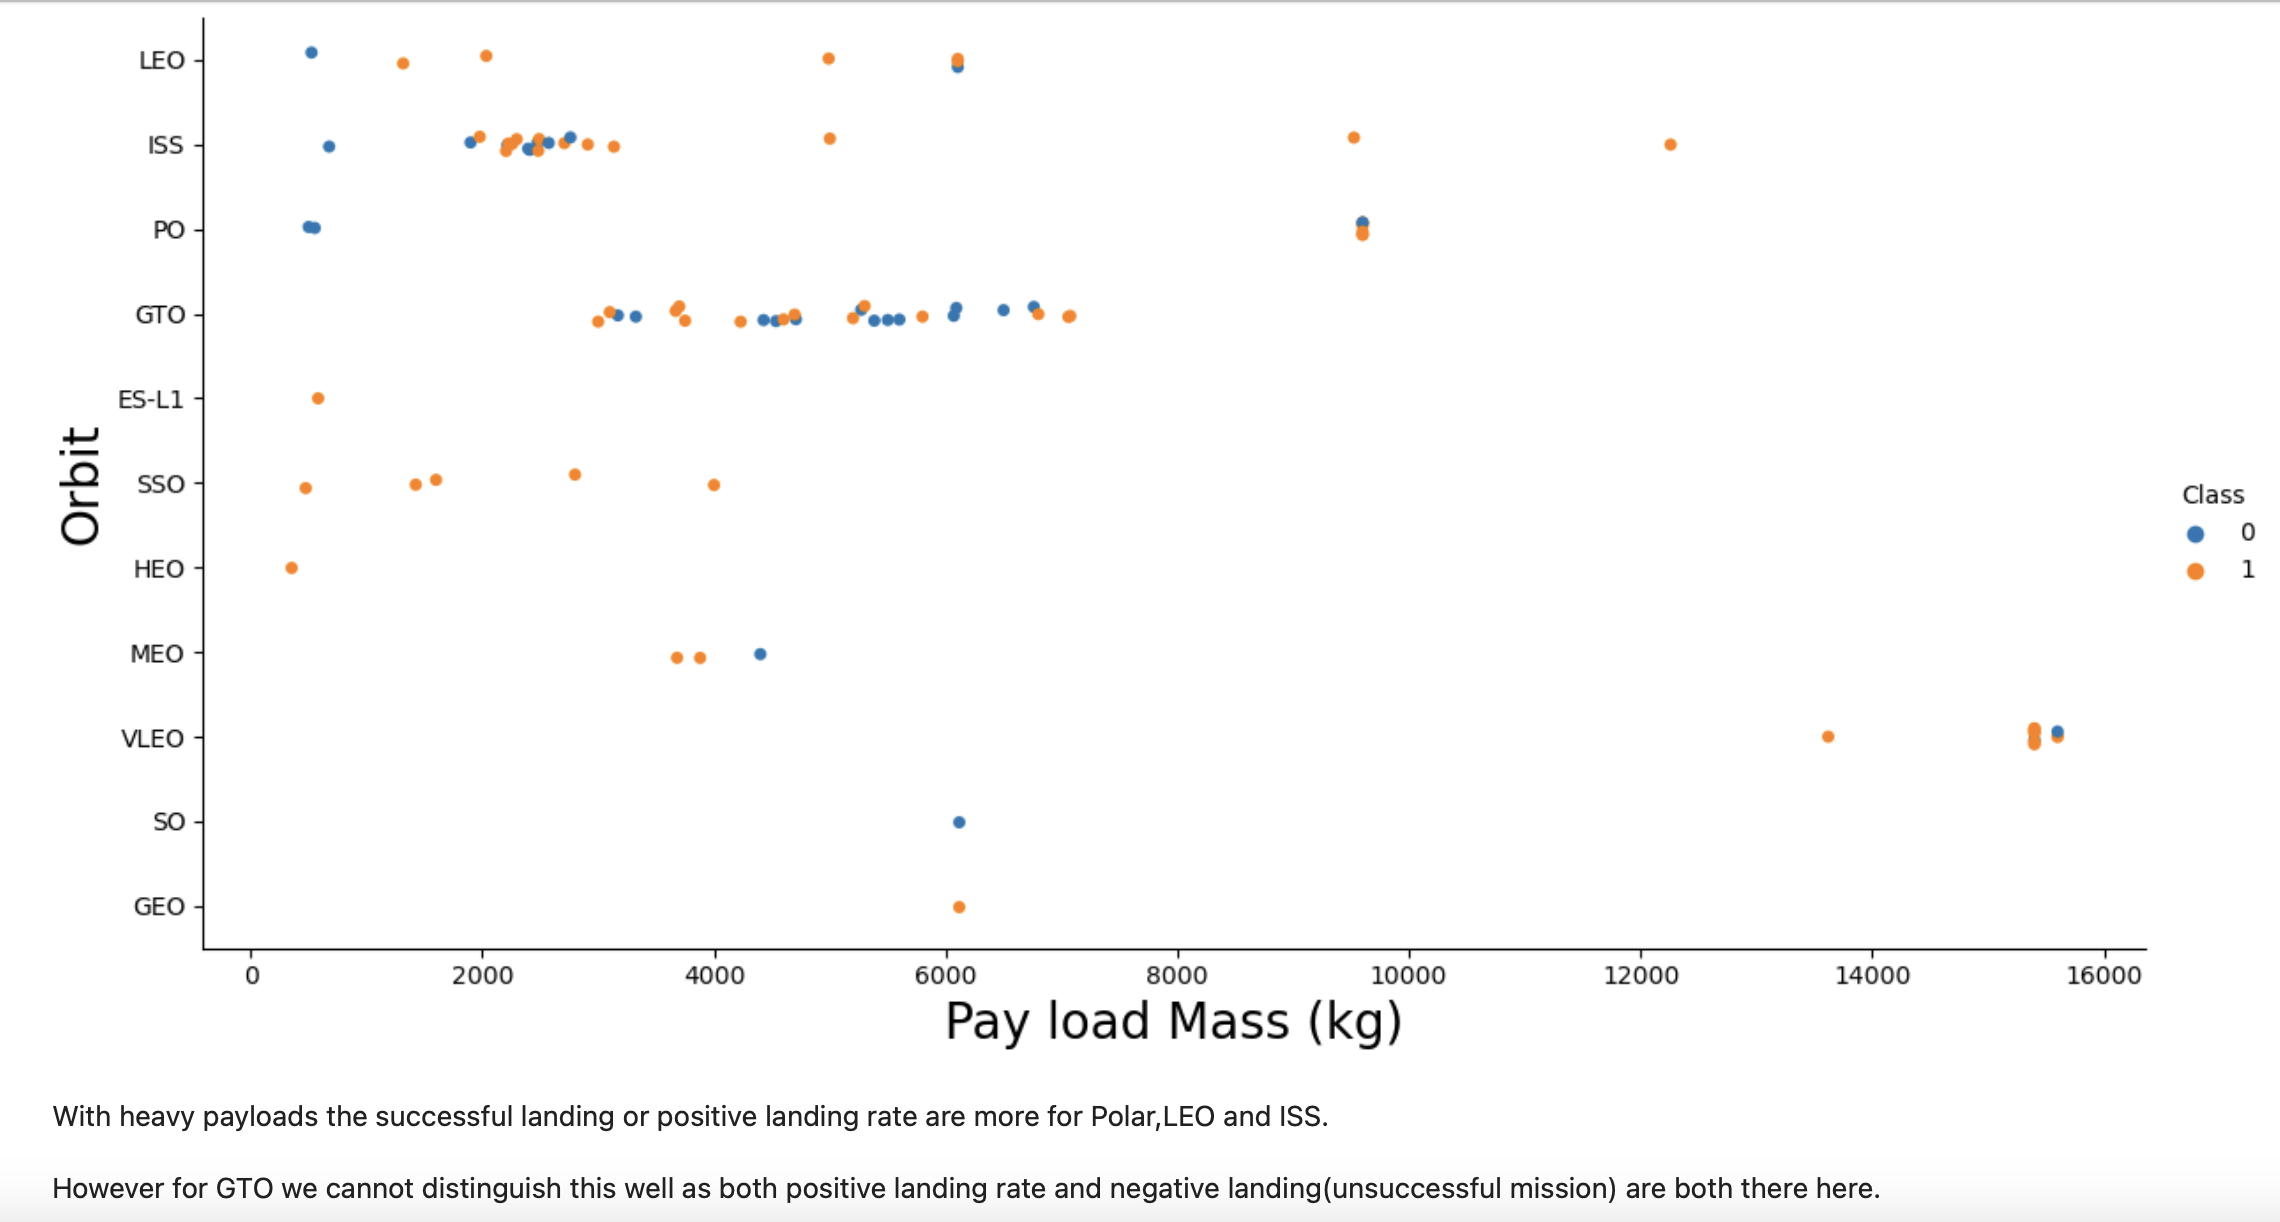 LEO
ISS
PO
GTO
ES-L1
SSO
HEO
MEO
VLEO
SO
GEO
Orbit
Class
0
1
0 2000 4000 6000 8000 10000 12000 14000 16000
Pay load Mass (kg)
With heavy payloads the successful landing or positive landing rate are more for Polar,LEO and ISS.
However for GTO we cannot distinguish this well as both positive landing rate and negative landing(unsuccessful mission) are both there here.